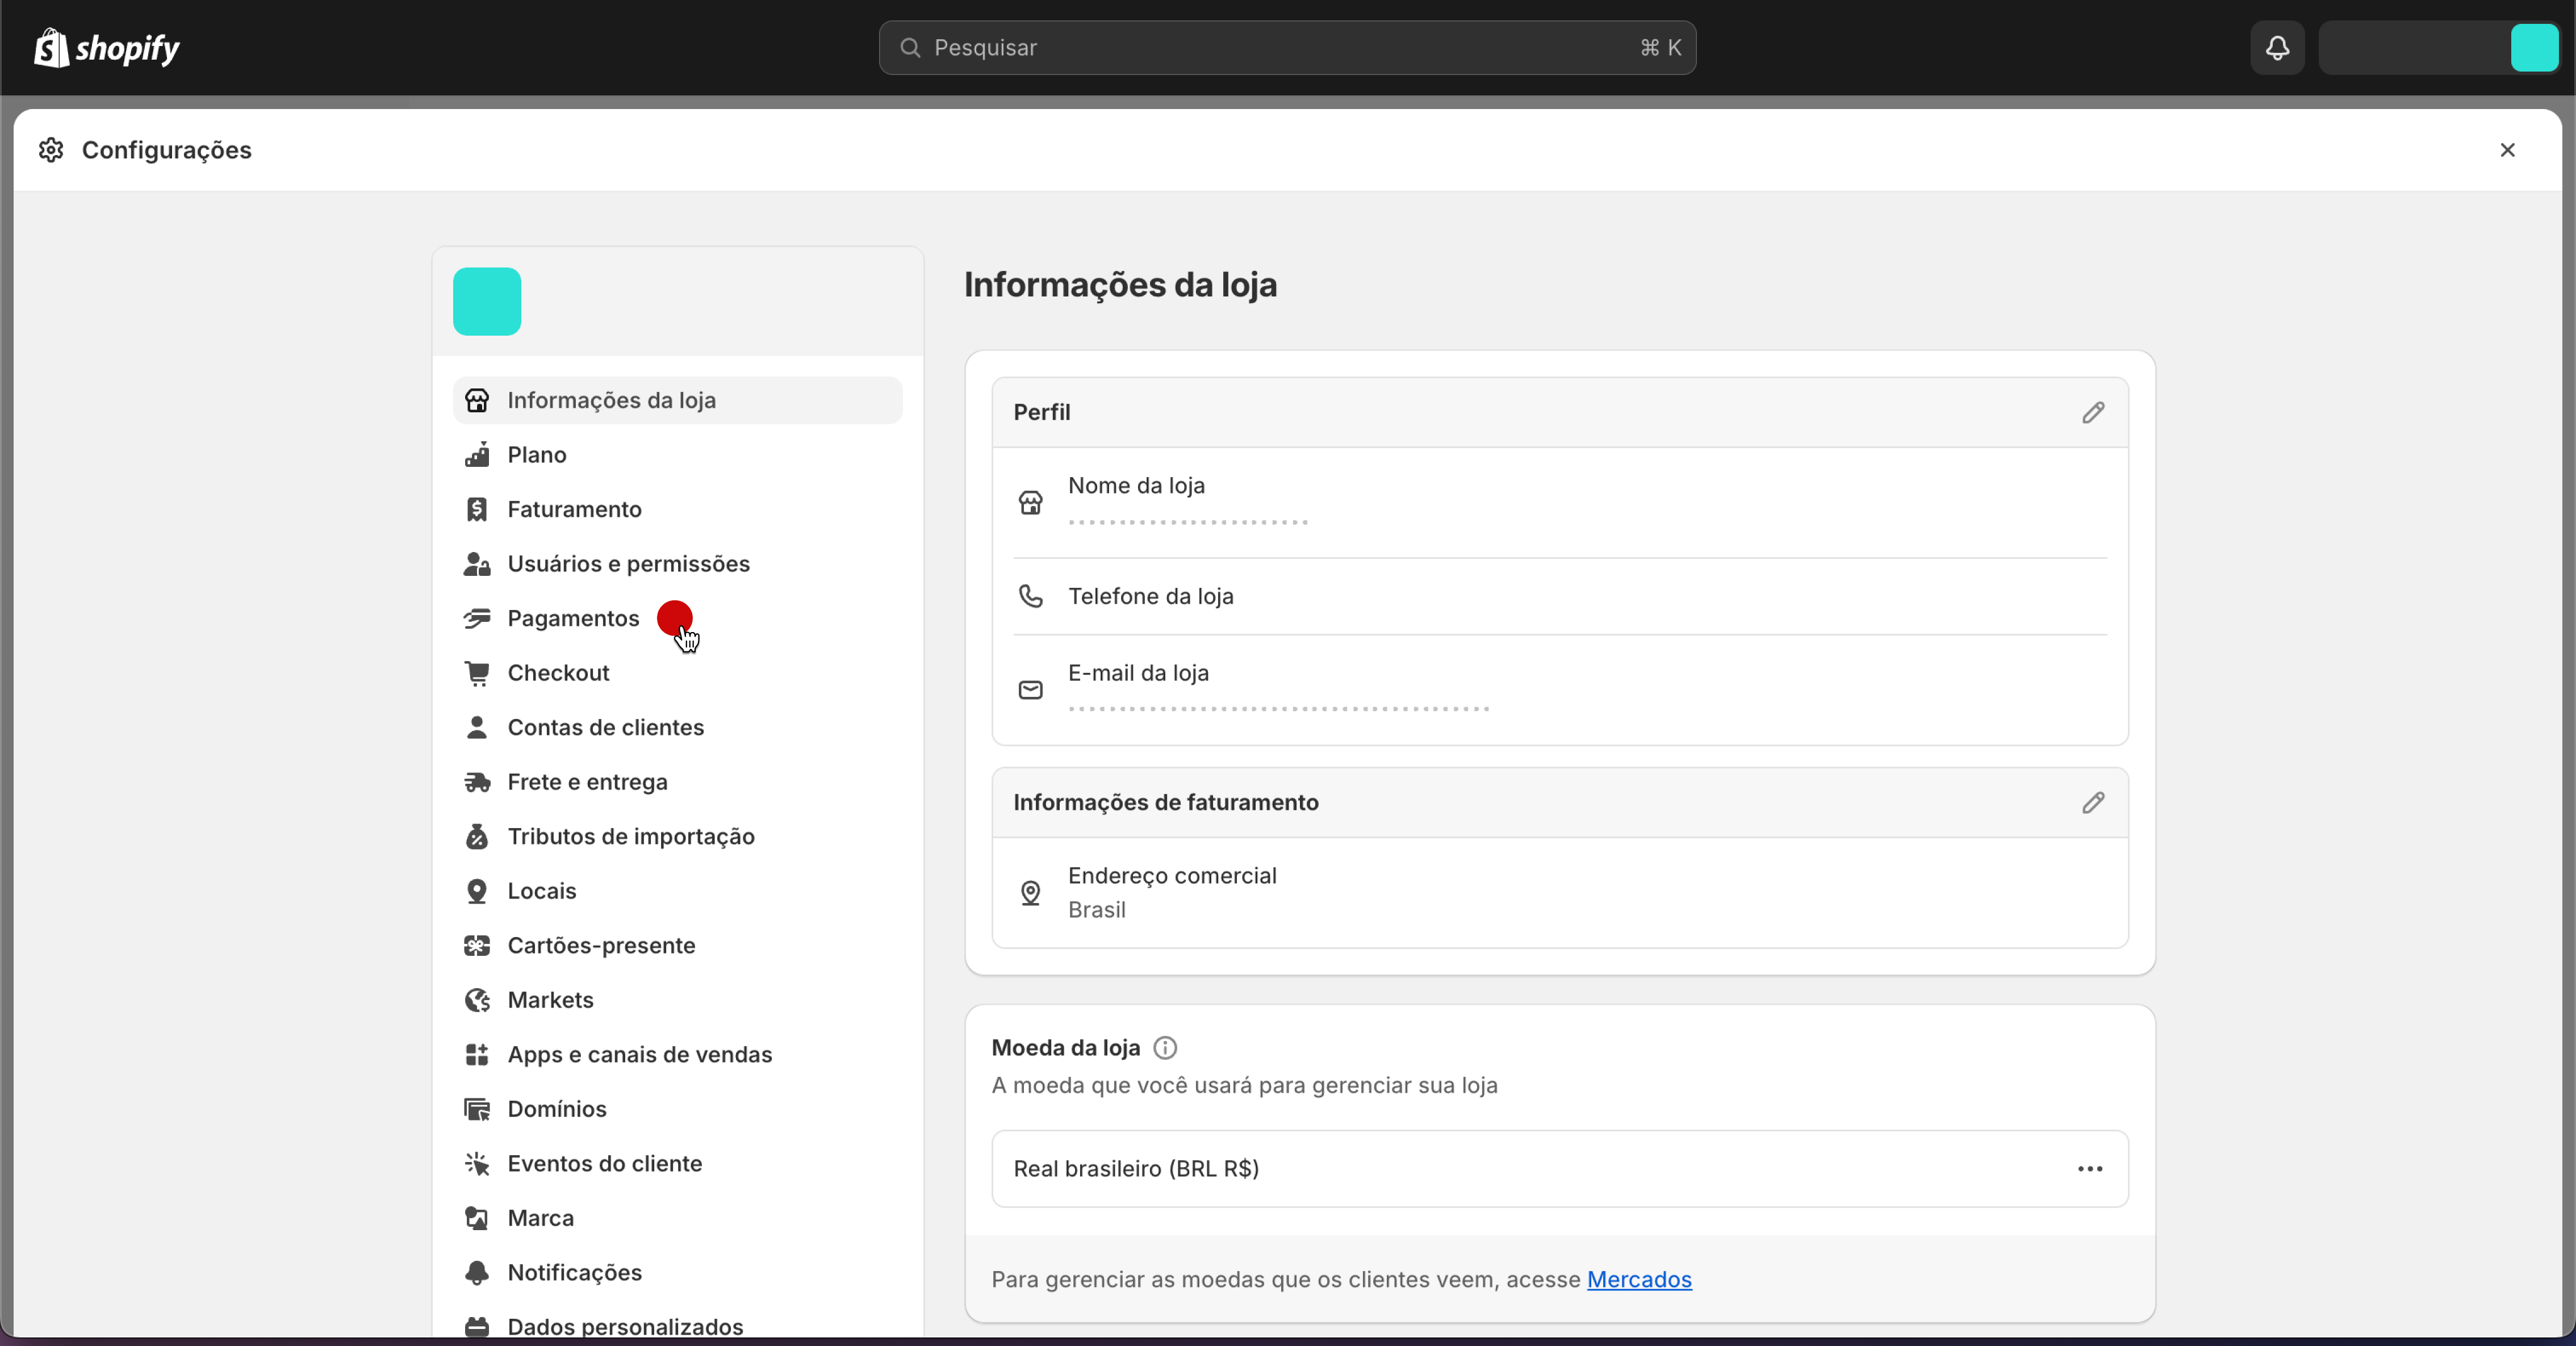 shopify
Pesquisar
⌘ K
Configurações
Informações da loja
Plano
Faturamento
Usuários e permissões
Pagamentos
Checkout
Contas de clientes
Frete e entrega
Tributos de importação
Locais
Cartões-presente
Markets
Apps e canais de vendas
Domínios
Eventos do cliente
Marca
Notificações
Dados personalizados
Informações da loja
Perfil
Nome da loja
Telefone da loja
E-mail da loja
Informações de faturamento
Endereço comercial
Brasil
Moeda da loja
A moeda que você usará para gerenciar sua loja
Real brasileiro (BRL R$)
Para gerenciar as moedas que os clientes veem, acesse Mercados